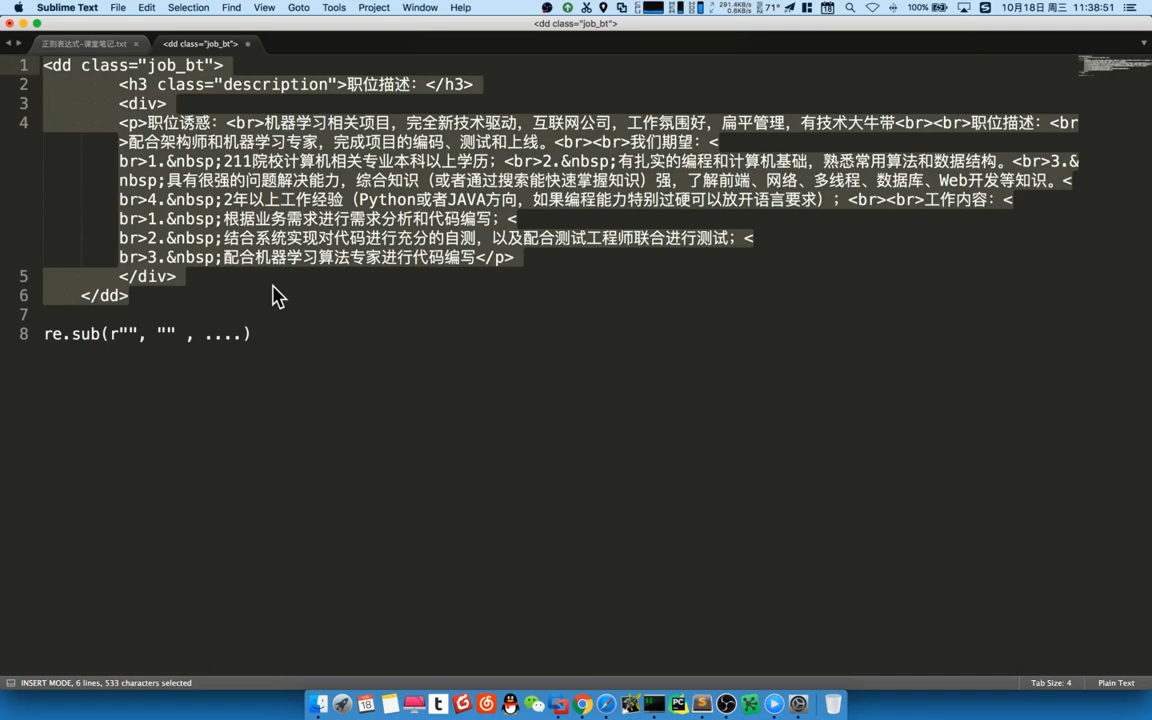 Sublime Text File Edit Selection Find View Goto Tools Project Window Help 291.4KB/s 0.6KB/s 71° 18 100% 10月18日 周三 11:38:51
<dd class="job_bt">
正则表达式-课堂笔记.txt <dd class="job_bt">
1 <dd class="job_bt">
2 <h3 class="description">职位描述：</h3>
3 <div>
4 <p>职位诱惑：<br>机器学习相关项目，完全新技术驱动，互联网公司，工作氛围好，扁平管理，有技术大牛带<br><br>职位描述：<br
>配合架构师和机器学习专家，完成项目的编码、测试和上线。<br><br>我们期望：<
br>1.&nbsp;211院校计算机相关专业本科以上学历；<br>2.&nbsp;有扎实的编程和计算机基础，熟悉常用算法和数据结构。<br>3.&
nbsp;具有很强的问题解决能力，综合知识（或者通过搜索能快速掌握知识）强，了解前端、网络、多线程、数据库、Web开发等知识。<
br>4.&nbsp;2年以上工作经验（Python或者JAVA方向，如果编程能力特别过硬可以放开语言要求）；<br><br>工作内容：<
br>1.&nbsp;根据业务需求进行需求分析和代码编写；<
br>2.&nbsp;结合系统实现对代码进行充分的自测，以及配合测试工程师联合进行测试；<
br>3.&nbsp;配合机器学习算法专家进行代码编写</p>
5 </div>
6 </dd>
7
8 re.sub(r"", "" , ....)
INSERT MODE, 6 lines, 533 characters selected Tab Size: 4 Plain Text